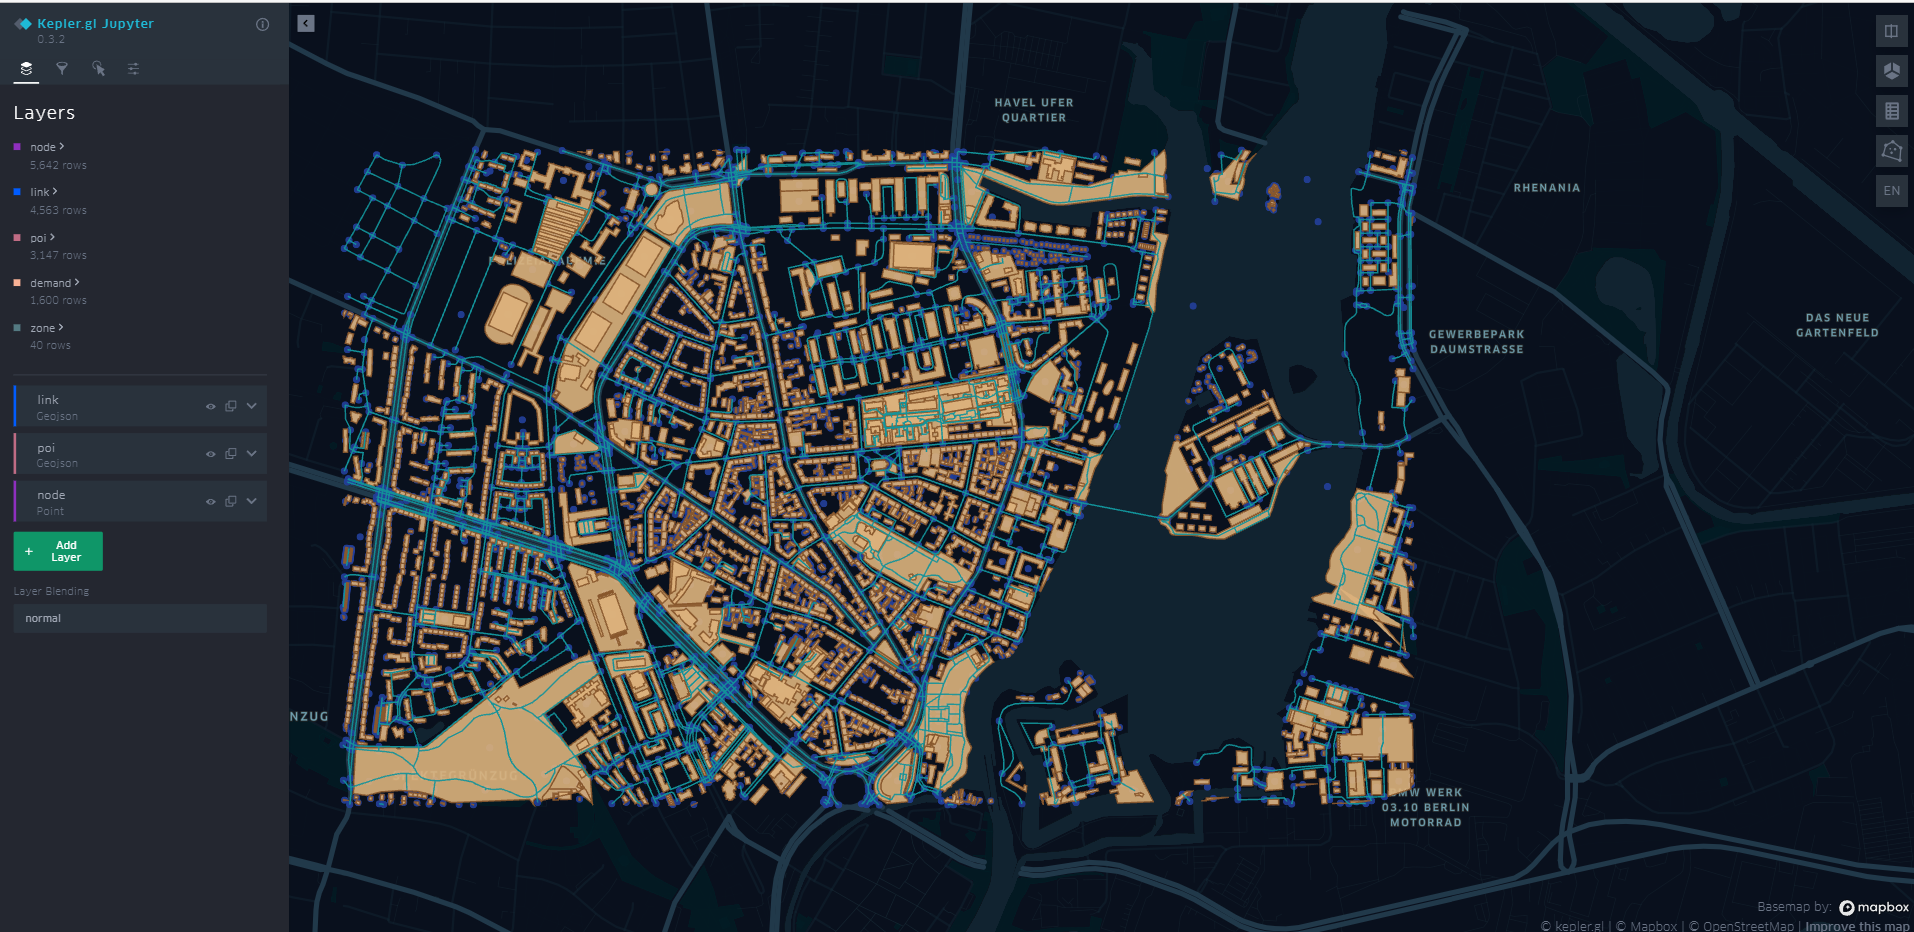 Kepler.gl Jupyter
0.3.2
Layers
node
5,642 rows
link
4,563 rows
poi
3,147 rows
demand
1,600 rows
zone
40 rows
link
Geojson
poi
Geojson
node
Point
+ Add
Layer
Layer Blending
normal
HAVEL UFER
QUARTIER
RHENANIA
EN
DAS NEUE
GARTENFELD
GEWERBEPARK
DAUMSTRASSE
NZUG
MW WERK
03.10 BERLIN
MOTORRAD
Basemap by: mapbox
© kepler.gl | © Mapbox | © OpenStreetMap | Improve this map